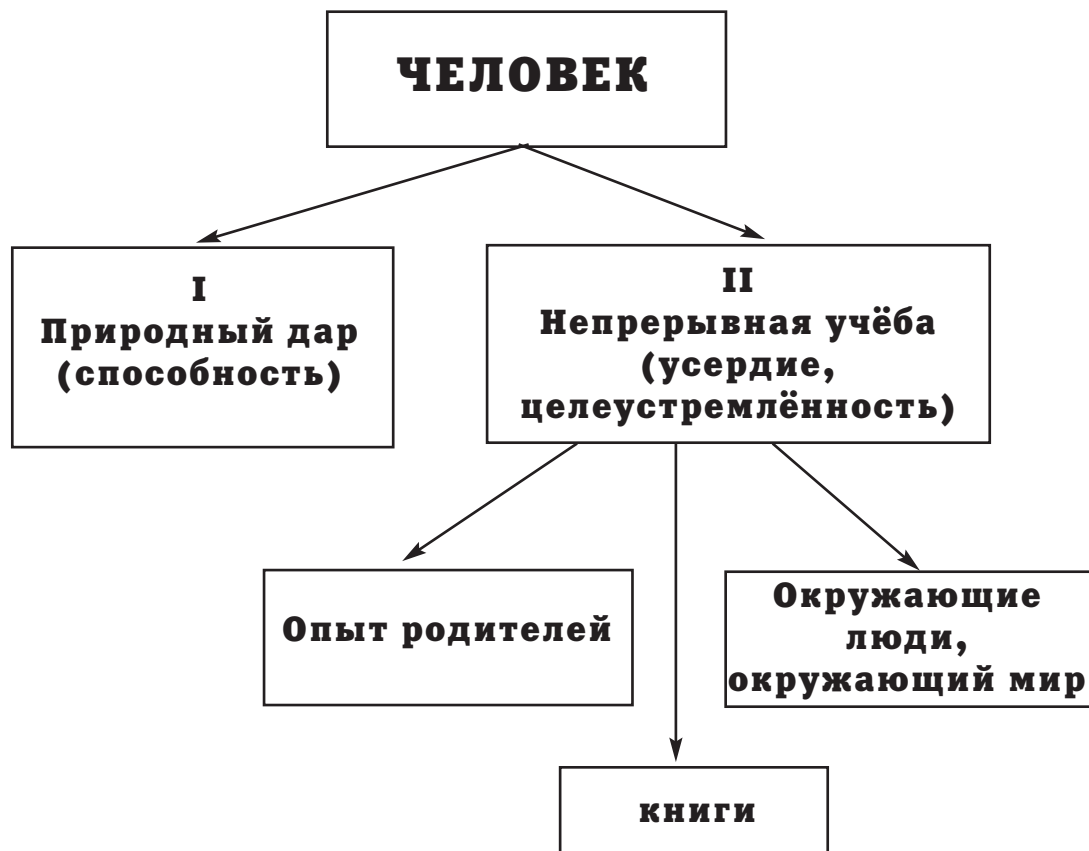 ЧЕЛОВЕК
I
Природный дар
(способность)
II
Непрерывная учёба
(усердие,
целеустремлённость)
Опыт родителей
Окружающие
люди,
окружающий мир
книги